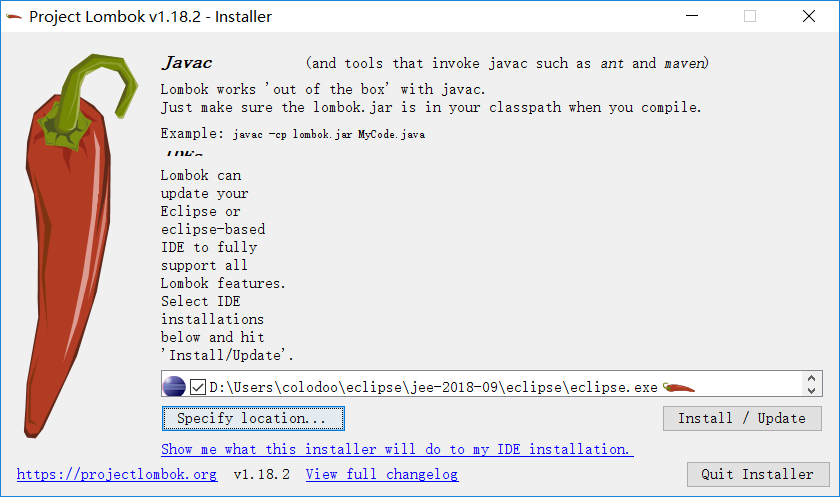 Project Lombok v1.18.2 - Installer
Javac (and tools that invoke javac such as ant and maven)
Lombok works 'out of the box' with javac.
Just make sure the lombok.jar is in your classpath when you compile.
Example: javac -cp lombok.jar MyCode.java
IDEs
Lombok can
update your
Eclipse or
eclipse-based
IDE to fully
support all
Lombok features.
Select IDE
installations
below and hit
'Install/Update'.
D:\Users\colodoo\eclipse\jee-2018-09\eclipse\eclipse.exe
Specify location... Install / Update
Show me what this installer will do to my IDE installation.
https://projectlombok.org v1.18.2 View full changelog Quit Installer